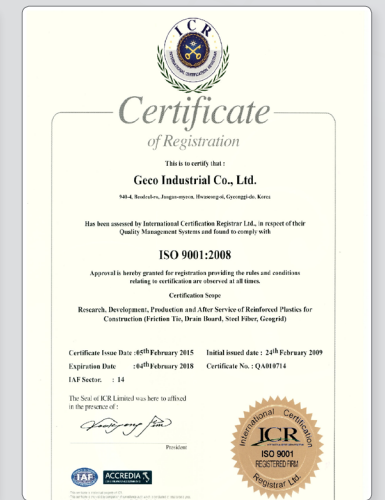 ICR
INTERNATIONAL CERTIFICATION REGISTRAR
Certificate
of Registration
This is to certify that :
Geco Industrial Co., Ltd.
Hwaseong-si, Gyeonggi-do, Korea
Has been assessed by International Certification Registrar Ltd., in respect of their
Quality Management Systems and found to comply with
ISO 9001:2008
Approval is hereby granted for registration providing the rules and conditions
relating to certification are observed at all times.
Certification Scope
Research, Development, Production and After Service of Reinforced Plastics for
Construction (Friction Tie, Drain Board, Steel Fiber, Geogrid)
Certificate Issue Date :05th February 2015 Initial issued date : 24th February 2009
Expiration Date :04th February 2018 Certificate No. : QA010714
IAF Sector. : 14
The Seal of ICR Limited was here to affixed
in the presence of :
President
International Certification
ICR
ISO 9001
REGISTERED FIRM
Registrar Ltd.
IAF
ACCREDIA